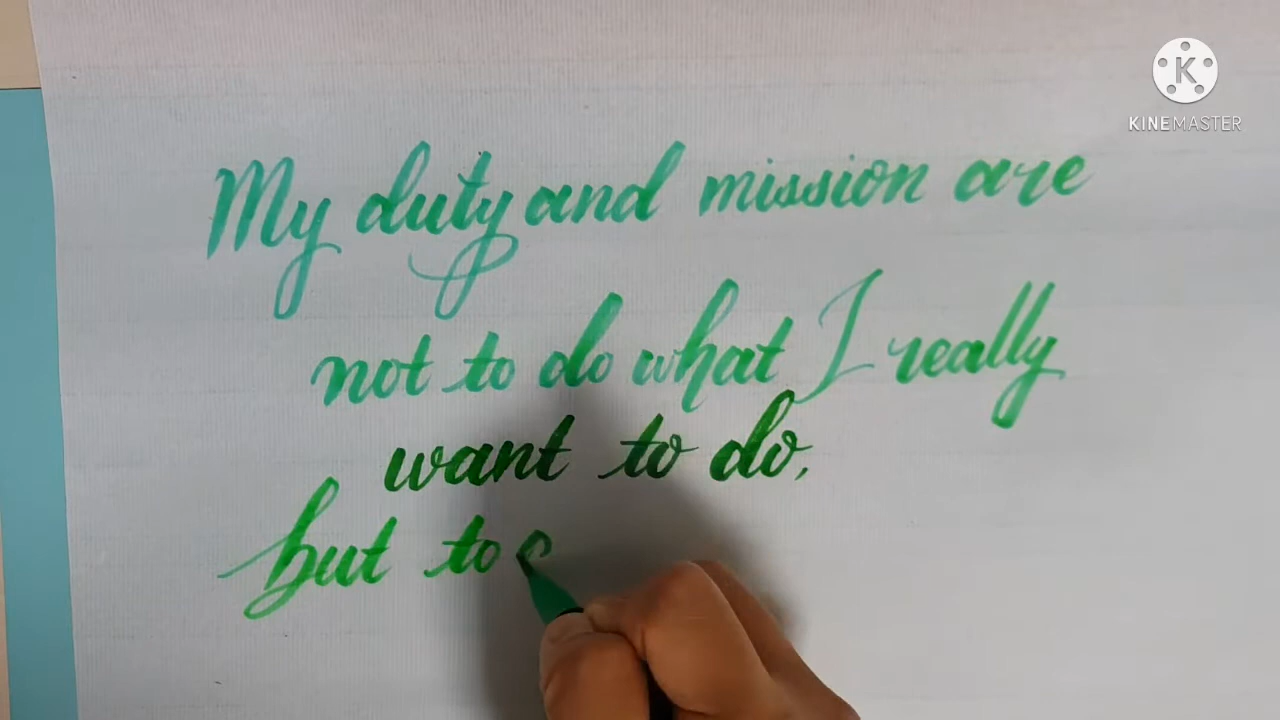 KINEMASTER
My duty and mission are
not to do what I really
want to do,
but to